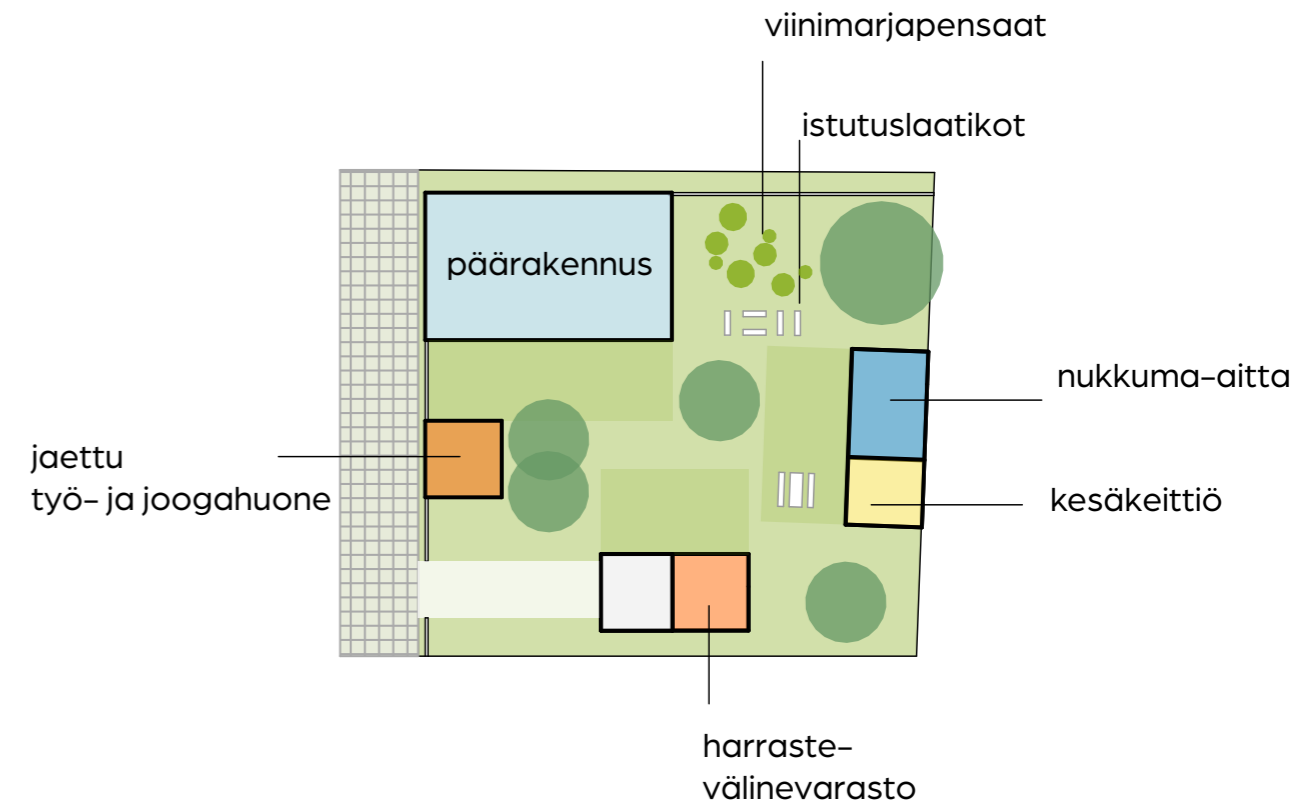 viinimarjapensaat
istutuslaatikot
päärakennus
nukkuma-aitta
jaettu
työ- ja joogahuone
kesäkeittiö
harraste-
välinevarasto